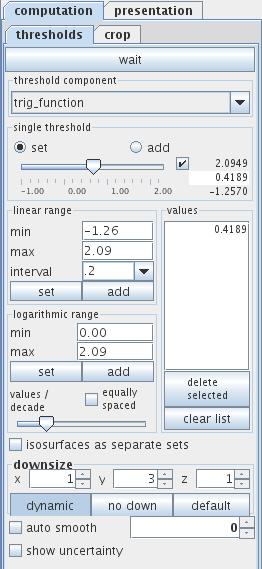 computation presentation
thresholds crop
wait
threshold component
trig_function
single threshold
set add
2.0949
0.4189
-1.00 0.00 1.00 2.00 -1.2570
linear range values
min -1.26 0.4189
max 2.09
interval .2
set add
logarithmic range
min 0.00
max 2.09
set add
delete selected
values / decade
equally spaced
clear list
isosurfaces as separate sets
downsize
x 1 y 3 z 1
dynamic no down default
auto smooth 0
show uncertainty